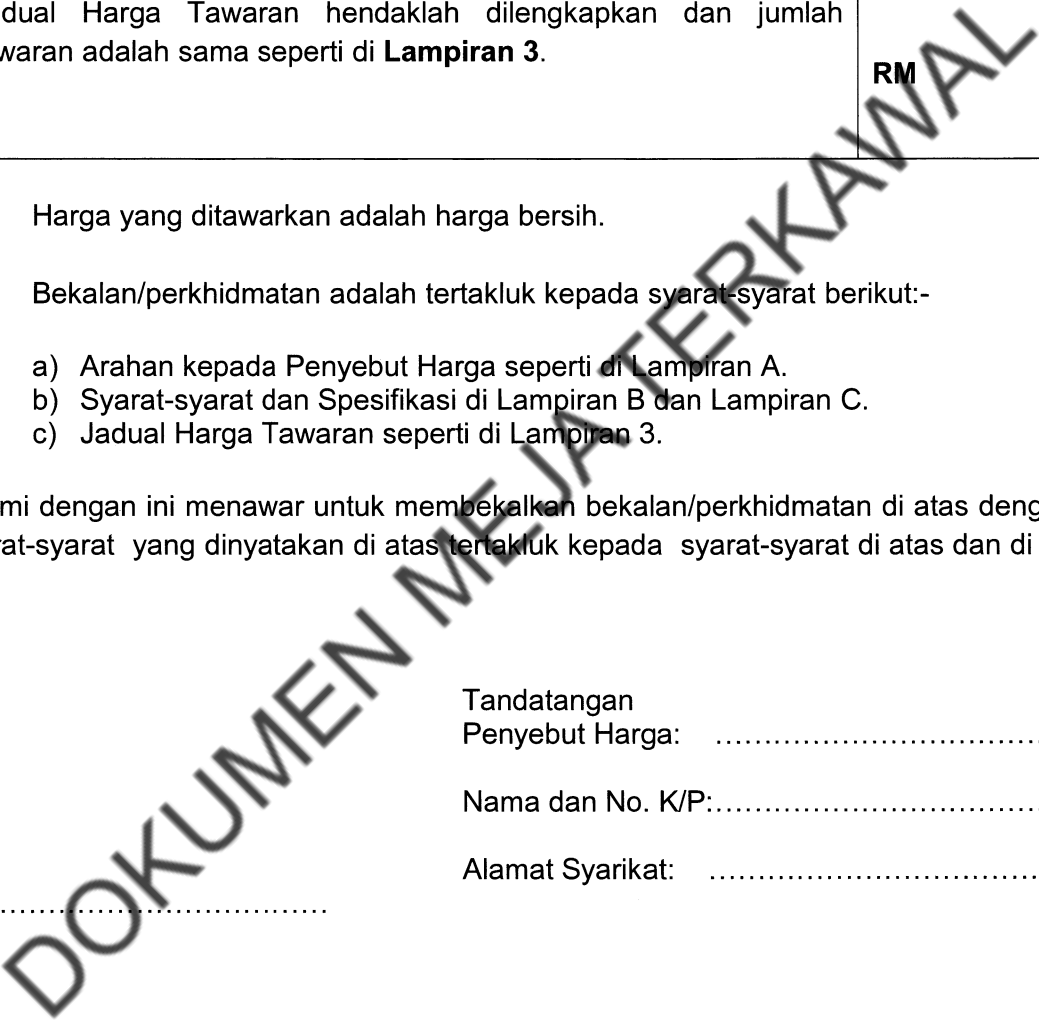 dual Harga Tawaran hendaklah dilengkapkan dan jumlah
waran adalah sama seperti di Lampiran 3.
RM
Harga yang ditawarkan adalah harga bersih.
Bekalan/perkhidmatan adalah tertakluk kepada syarat-syarat berikut:-
a) Arahan kepada Penyebut Harga seperti di Lampiran A.
b) Syarat-syarat dan Spesifikasi di Lampiran B dan Lampiran C.
c) Jadual Harga Tawaran seperti di Lampiran 3.
mi dengan ini menawar untuk membekalkan bekalan/perkhidmatan di atas deng
rat-syarat yang dinyatakan di atas tertakluk kepada syarat-syarat di atas dan di
Tandatangan
Penyebut Harga: .................................
Nama dan No. K/P:.................................
Alamat Syarikat: .................................
.................................
DOKUMEN MEJA TERKAWAL